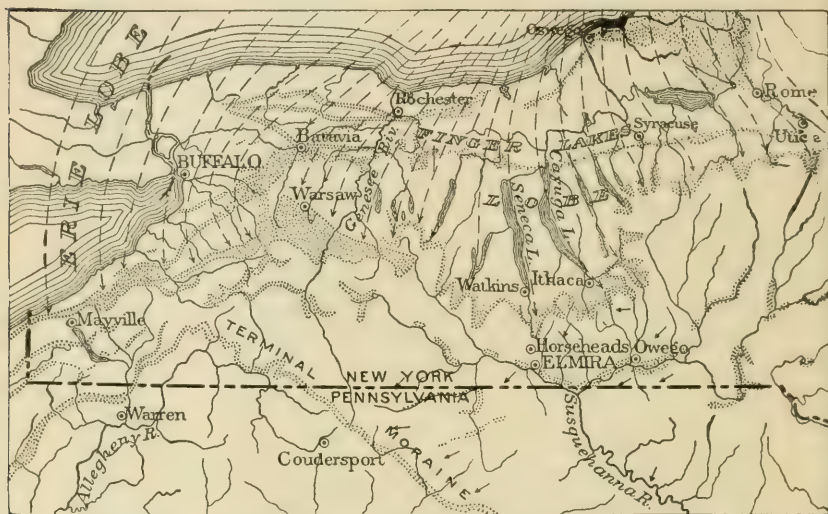 Oswego
Rome
ERIE LOBE
Rochester
Batavia
FINGER LAKES
Syracuse
Utica
BUFFALO
Warsaw
Genesee Riv.
LOBE
Seneca L.
Cayuga L.
Watkins
Ithaca
Mayville
TERMINAL
Horseheads
Owego
ELMIRA
NEW YORK
PENNSYLVANIA
Warren
Allegheny R.
MORAINE
Susquehanna R.
Coudersport